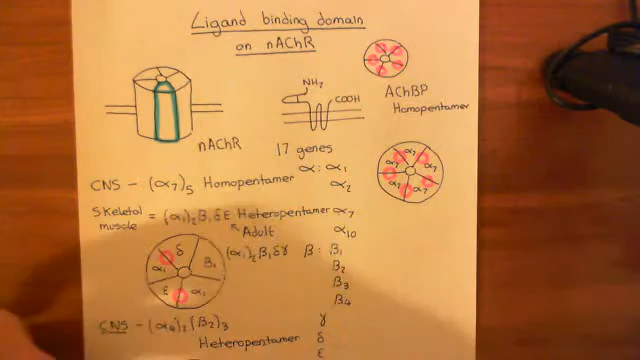 Ligand binding domain
on nAChR
NH₂
COOH
AChBP
Homopentamer
nAChR
17 genes
α: α₁
α₂
α₇
α₁₀
α₇ α₇ α₇ α₇ α₇
CNS - (α₇)₅ Homopentamer
Skeletal muscle = (α₁)₂ β₁ δ ε Heteropentamer
Adult
(α₁)₂ β₁ δ γ
δ
α₁ β₁
ε α₁
β: β₁
β₂
β₃
β₄
γ
δ
ε
CNS - (α₄)₂ (β₂)₃
Heteropentamer